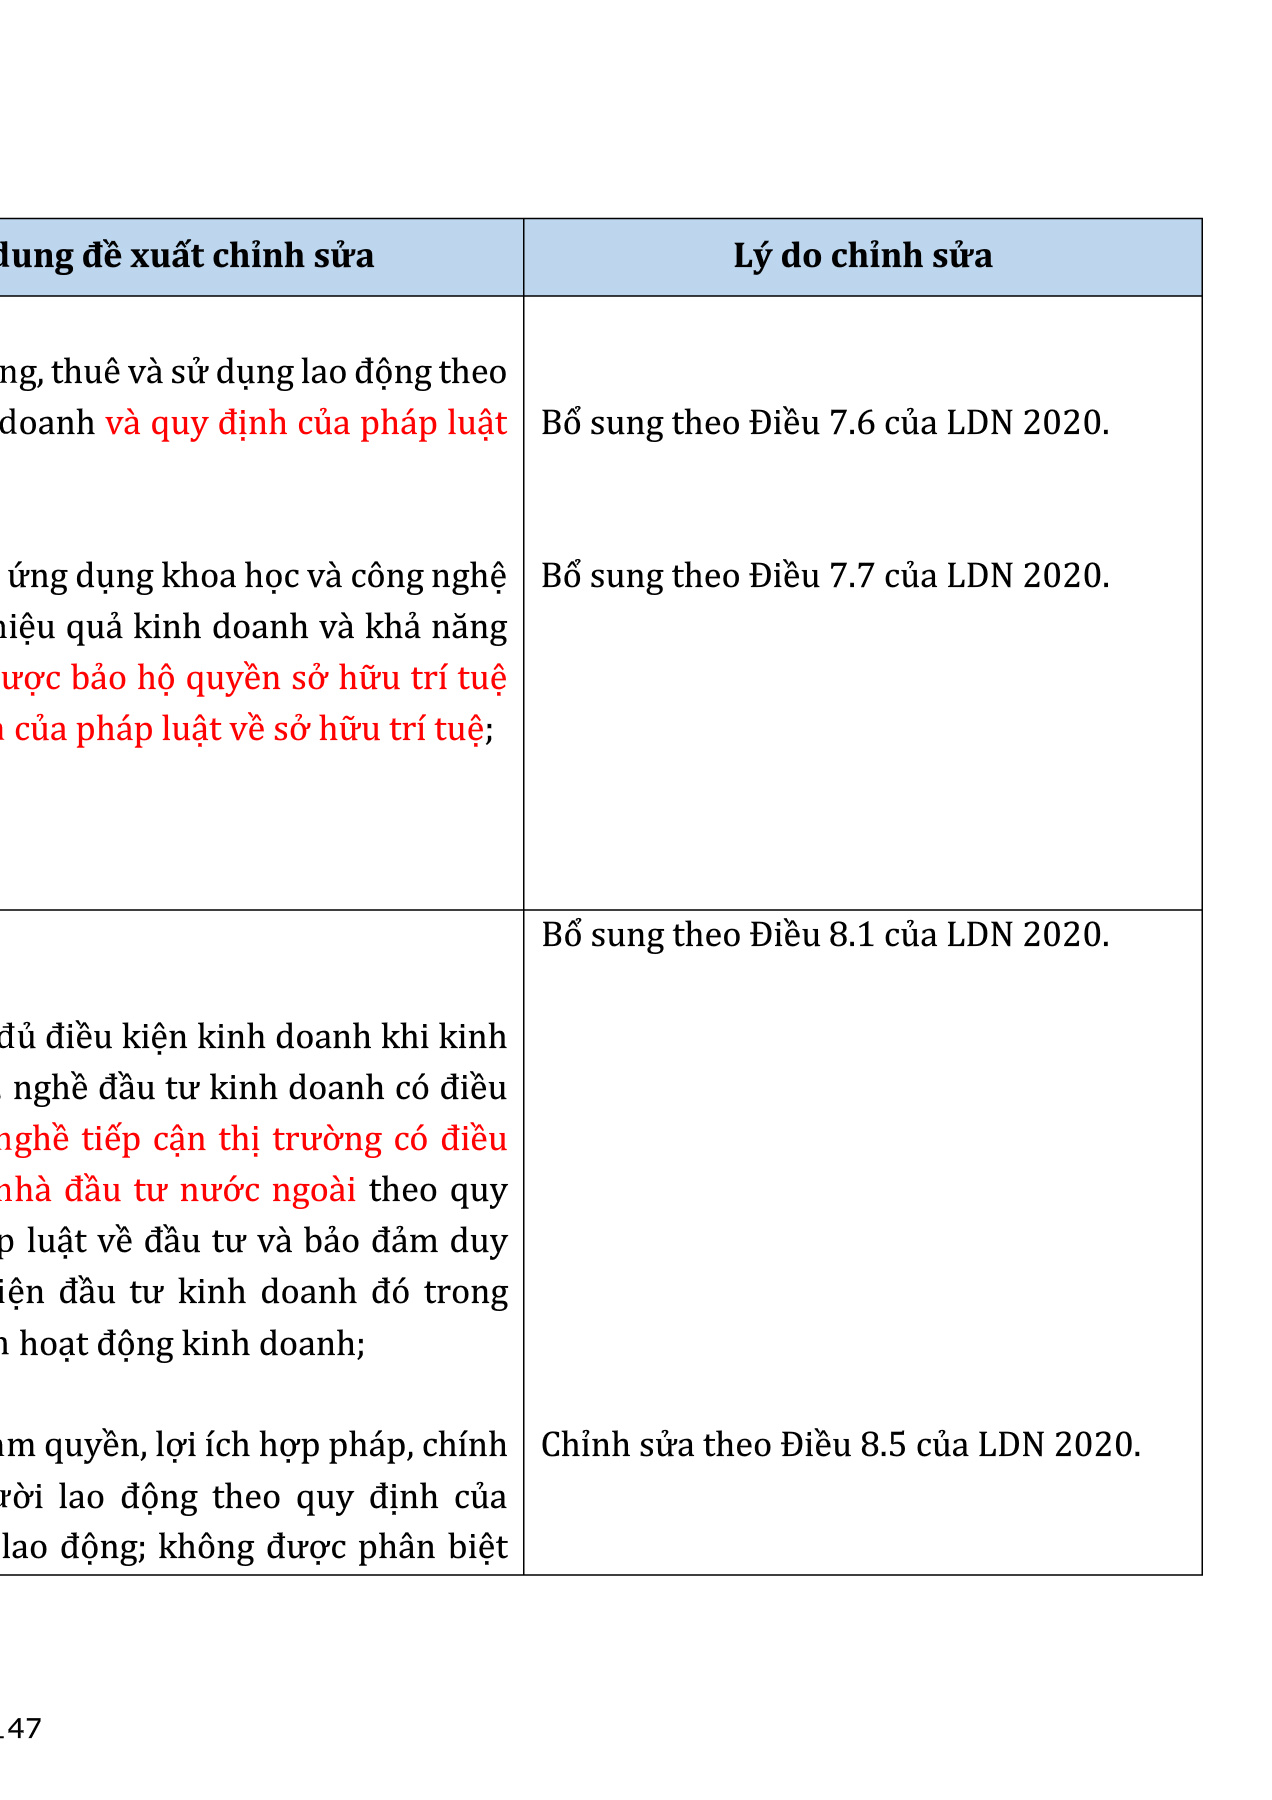 dung đề xuất chỉnh sửa
Lý do chỉnh sửa
ng, thuê và sử dụng lao động theo
doanh và quy định của pháp luật
Bổ sung theo Điều 7.6 của LDN 2020.
ứng dụng khoa học và công nghệ
Bổ sung theo Điều 7.7 của LDN 2020.
hiệu quả kinh doanh và khả năng
ược bảo hộ quyền sở hữu trí tuệ
của pháp luật về sở hữu trí tuệ;
Bổ sung theo Điều 8.1 của LDN 2020.
đủ điều kiện kinh doanh khi kinh
nghề đầu tư kinh doanh có điều
nghề tiếp cận thị trường có điều
nhà đầu tư nước ngoài theo quy
p luật về đầu tư và bảo đảm duy
iện đầu tư kinh doanh đó trong
hoạt động kinh doanh;
am quyền, lợi ích hợp pháp, chính
Chỉnh sửa theo Điều 8.5 của LDN 2020.
ười lao động theo quy định của
lao động; không được phân biệt
147